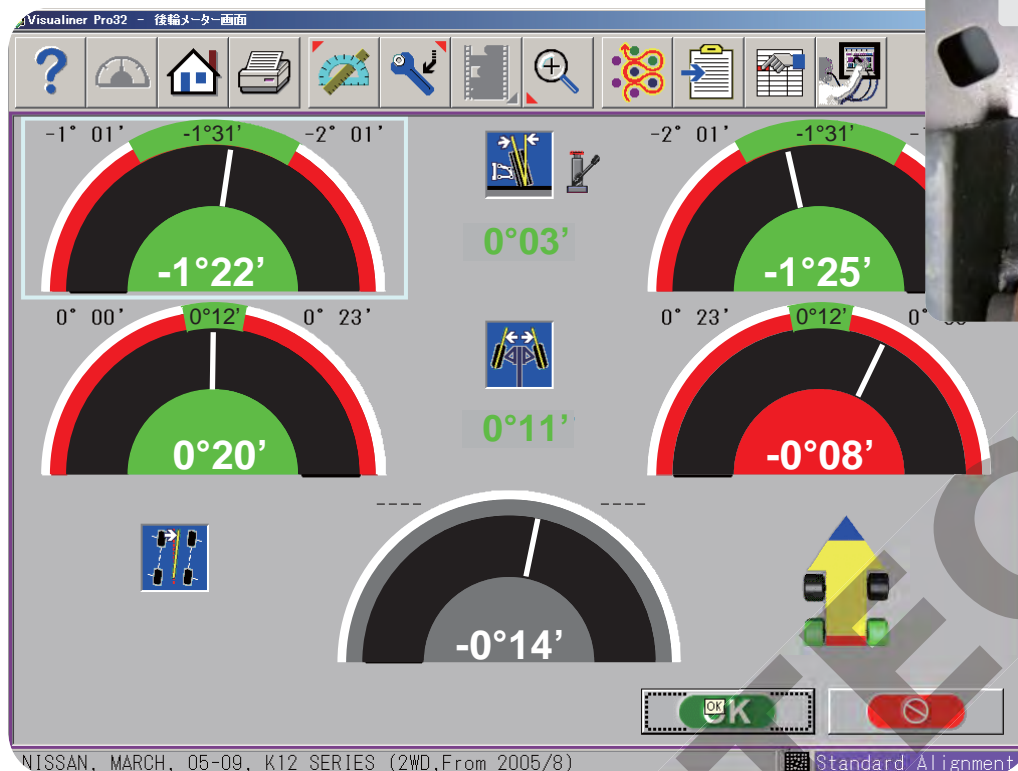 Visualiner Pro32 - 後輪メーター画面
-1° 01' -1°31' -2° 01'
-2° 01' -1°31'
0°03’
-1°22’
-1°25’
0° 00' 0°12' 0° 23'
0° 23' 0°12'
0°11’
0°20’
-0°08’
---- ----
-0°14’
OK
OK
NISSAN, MARCH, 05-09, K12 SERIES (2WD,From 2005/8)
Standard Alignment